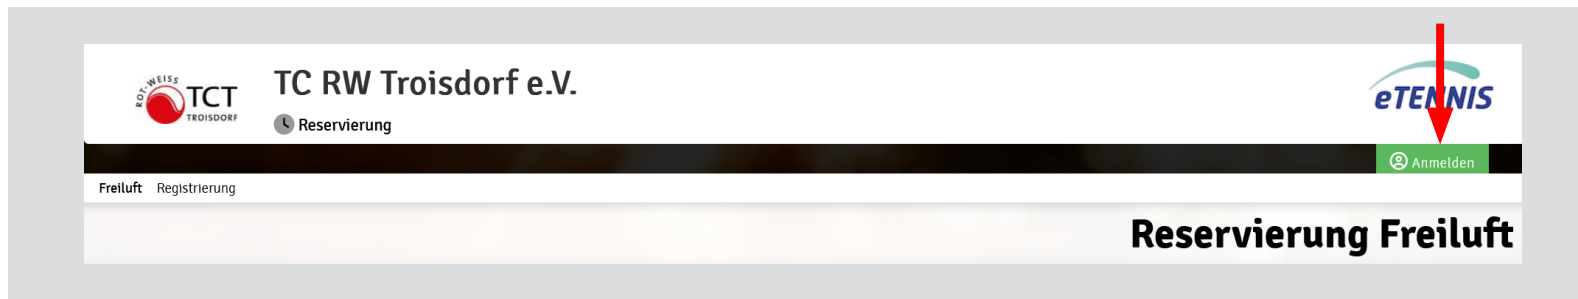 ROT-WEISS
TCT
TROISDORF
TC RW Troisdorf e.V.
Reservierung
eTENNIS
Anmelden
Freiluft Registrierung
Reservierung Freiluft